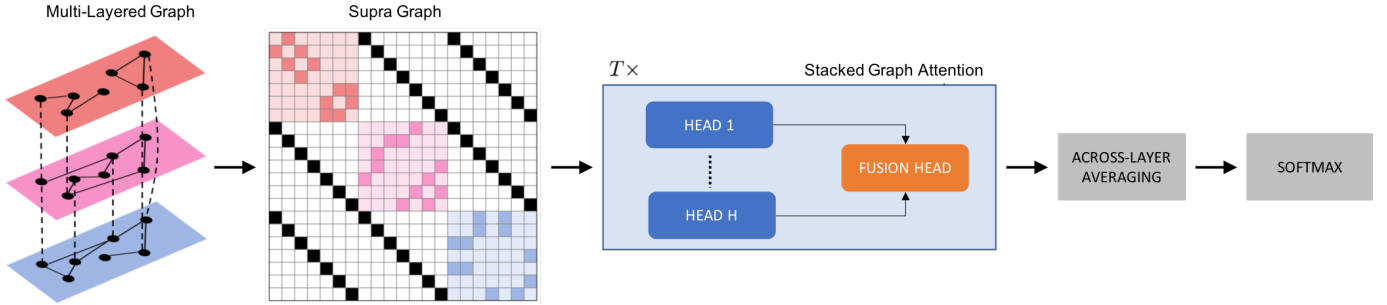 Multi-Layered Graph
Supra Graph
T×
Stacked Graph Attention
HEAD 1
FUSION HEAD
HEAD H
ACROSS-LAYER
AVERAGING
SOFTMAX